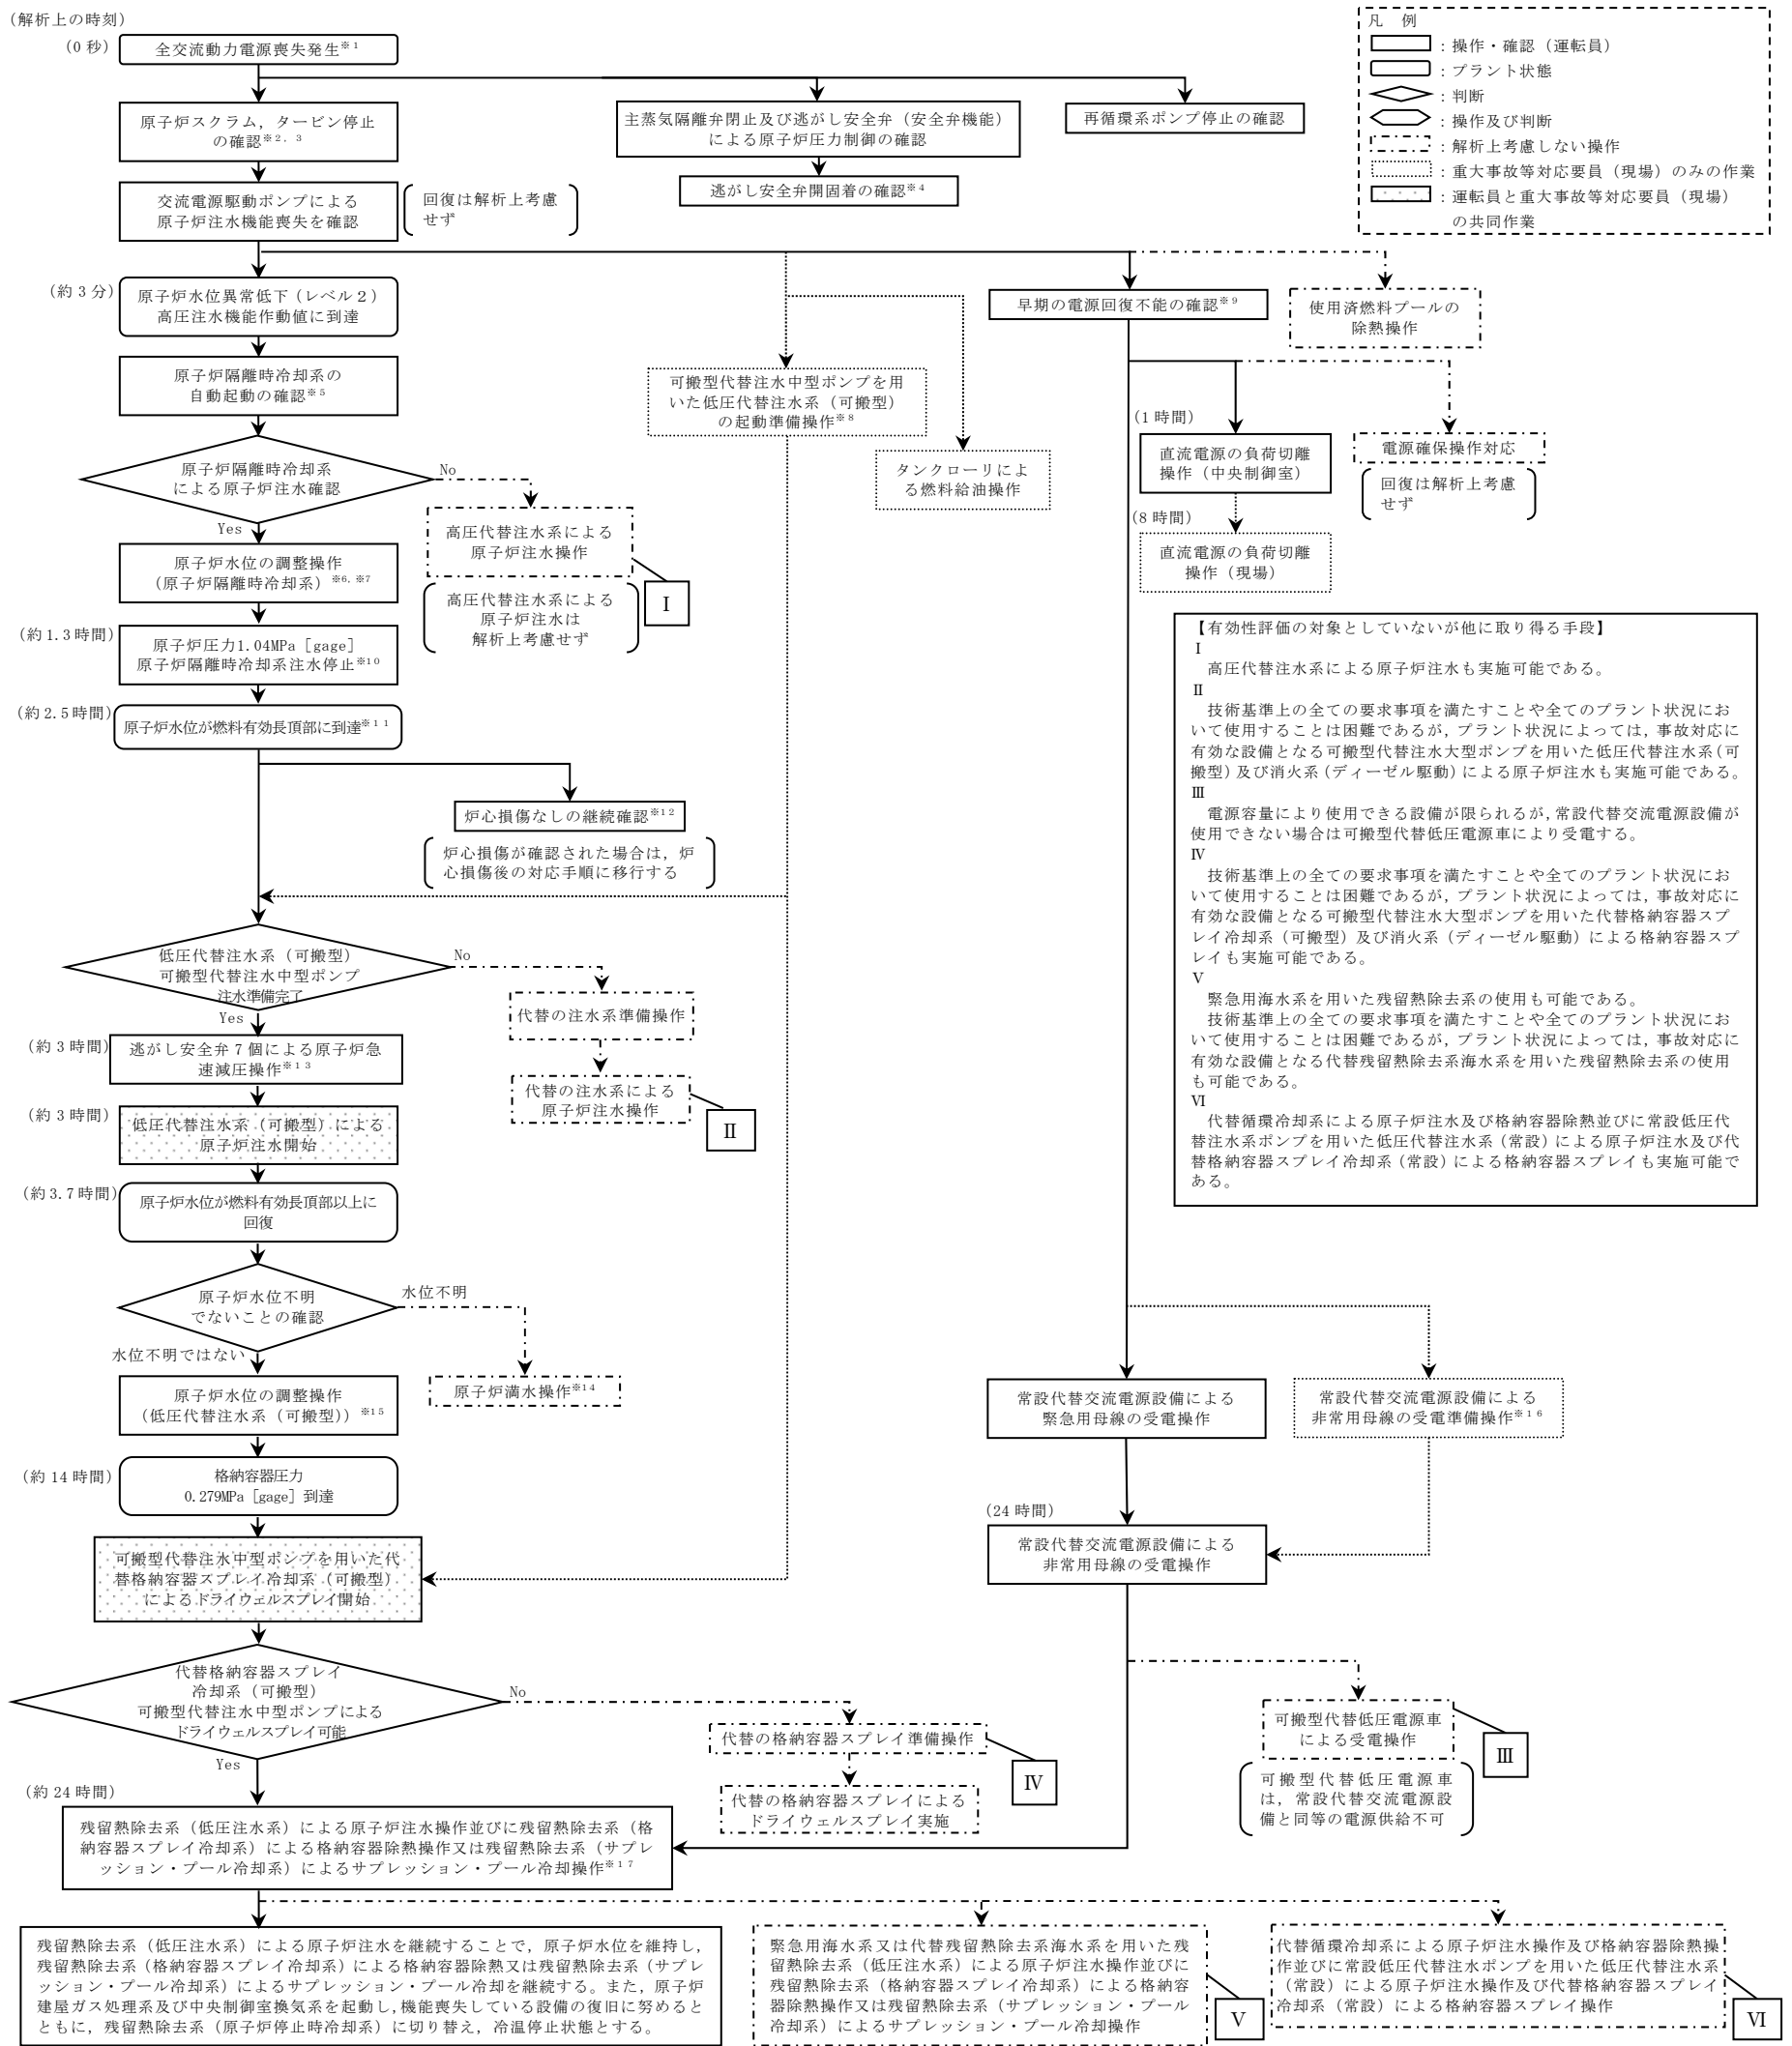 （解析上の時刻）
（0 秒）
全交流動力電源喪失発生※１
原子炉スクラム，タービン停止
の確認※２，３
主蒸気隔離弁閉止及び逃がし安全弁（安全弁機能）
による原子炉圧力制御の確認
再循環系ポンプ停止の確認
逃がし安全弁開固着の確認※４
交流電源駆動ポンプによる
原子炉注水機能喪失を確認
回復は解析上考慮
せず
凡　例
：操作・確認（運転員）
：プラント状態
：判断
：操作及び判断
：解析上考慮しない操作
：重大事故等対応要員（現場）のみの作業
：運転員と重大事故等対応要員（現場）
の共同作業
（約 3 分）
原子炉水位異常低下（レベル２）
高圧注水機能作動値に到達
早期の電源回復不能の確認※９
使用済燃料プールの
除熱操作
原子炉隔離時冷却系の
自動起動の確認※５
可搬型代替注水中型ポンプを用
いた低圧代替注水系（可搬型）
の起動準備操作※８
タンクローリによ
る燃料給油操作
（1 時間）
直流電源の負荷切離
操作（中央制御室）
電源確保操作対応
回復は解析上考慮
せず
（8 時間）
直流電源の負荷切離
操作（現場）
原子炉隔離時冷却系
による原子炉注水確認
No
Yes
高圧代替注水系による
原子炉注水操作
Ⅰ
高圧代替注水系による
原子炉注水は
解析上考慮せず
原子炉水位の調整操作
（原子炉隔離時冷却系）※6，※7
（約 1.3 時間）
原子炉圧力1.04MPa［gage］
原子炉隔離時冷却系注水停止※10
（約 2.5 時間）
原子炉水位が燃料有効長頂部に到達※１１
炉心損傷なしの継続確認※12
炉心損傷が確認された場合は，炉
心損傷後の対応手順に移行する
【有効性評価の対象としていないが他に取り得る手段】
Ⅰ
高圧代替注水系による原子炉注水も実施可能である。
Ⅱ
技術基準上の全ての要求事項を満たすことや全てのプラント状況にお
いて使用することは困難であるが，プラント状況によっては，事故対応に
有効な設備となる可搬型代替注水大型ポンプを用いた低圧代替注水系（可
搬型）及び消火系（ディーゼル駆動）による原子炉注水も実施可能である。
Ⅲ
電源容量により使用できる設備が限られるが，常設代替交流電源設備が
使用できない場合は可搬型代替低圧電源車により受電する。
Ⅳ
技術基準上の全ての要求事項を満たすことや全てのプラント状況にお
いて使用することは困難であるが，プラント状況によっては，事故対応に
有効な設備となる可搬型代替注水大型ポンプを用いた代替格納容器スプ
レイ冷却系（可搬型）及び消火系（ディーゼル駆動）による格納容器スプ
レイも実施可能である。
Ⅴ
緊急用海水系を用いた残留熱除去系の使用も可能である。
技術基準上の全ての要求事項を満たすことや全てのプラント状況にお
いて使用することは困難であるが，プラント状況によっては，事故対応に
有効な設備となる代替残留熱除去系海水系を用いた残留熱除去系の使用
も可能である。
Ⅵ
代替循環冷却系による原子炉注水及び格納容器除熱並びに常設低圧代
替注水系ポンプを用いた低圧代替注水系（常設）による原子炉注水及び代
替格納容器スプレイ冷却系（常設）による格納容器スプレイも実施可能で
ある。
低圧代替注水系（可搬型）
可搬型代替注水中型ポンプ
注水準備完了
No
Yes
代替の注水系準備操作
代替の注水系による
原子炉注水操作
Ⅱ
（約 3 時間）
逃がし安全弁７個による原子炉急
速減圧操作※１３
（約 3 時間）
低圧代替注水系（可搬型）による
原子炉注水開始
（約 3.7 時間）
原子炉水位が燃料有効長頂部以上に
回復
原子炉水位不明
でないことの確認
水位不明
水位不明ではない
原子炉満水操作※14
原子炉水位の調整操作
（低圧代替注水系（可搬型））※15
常設代替交流電源設備による
緊急用母線の受電操作
常設代替交流電源設備による
非常用母線の受電準備操作※１６
（約 14 時間）
格納容器圧力
0.279MPa［gage］到達
（24 時間）
常設代替交流電源設備による
非常用母線の受電操作
可搬型代替注水中型ポンプを用いた代
替格納容器スプレイ冷却系（可搬型）
によるドライウェルスプレイ開始
代替格納容器スプレイ
冷却系（可搬型）
可搬型代替注水中型ポンプによる
ドライウェルスプレイ可能
No
Yes
代替の格納容器スプレイ準備操作
Ⅳ
代替の格納容器スプレイによる
ドライウェルスプレイ実施
可搬型代替低圧電源車
による受電操作
Ⅲ
可搬型代替低圧電源車
は，常設代替交流電源設
備と同等の電源供給不可
（約 24 時間）
残留熱除去系（低圧注水系）による原子炉注水操作並びに残留熱除去系（格
納容器スプレイ冷却系）による格納容器除熱操作又は残留熱除去系（サプレ
ッション・プール冷却系）によるサプレッション・プール冷却操作※１７
残留熱除去系（低圧注水系）による原子炉注水を継続することで，原子炉水位を維持し，
残留熱除去系（格納容器スプレイ冷却系）による格納容器除熱又は残留熱除去系（サプレ
ッション・プール冷却系）によるサプレッション・プール冷却を継続する。また，原子炉
建屋ガス処理系及び中央制御室換気系を起動し，機能喪失している設備の復旧に努めると
ともに，残留熱除去系（原子炉停止時冷却系）に切り替え，冷温停止状態とする。
緊急用海水系又は代替残留熱除去系海水系を用いた残
留熱除去系（低圧注水系）による原子炉注水操作並びに
残留熱除去系（格納容器スプレイ冷却系）による格納容
器除熱操作又は残留熱除去系（サプレッション・プール
冷却系）によるサプレッション・プール冷却操作
Ⅴ
代替循環冷却系による原子炉注水操作及び格納容器除熱操
作並びに常設低圧代替注水系ポンプを用いた低圧代替注水系
（常設）による原子炉注水操作及び代替格納容器スプレイ
冷却系（常設）による格納容器スプレイ操作
Ⅵ